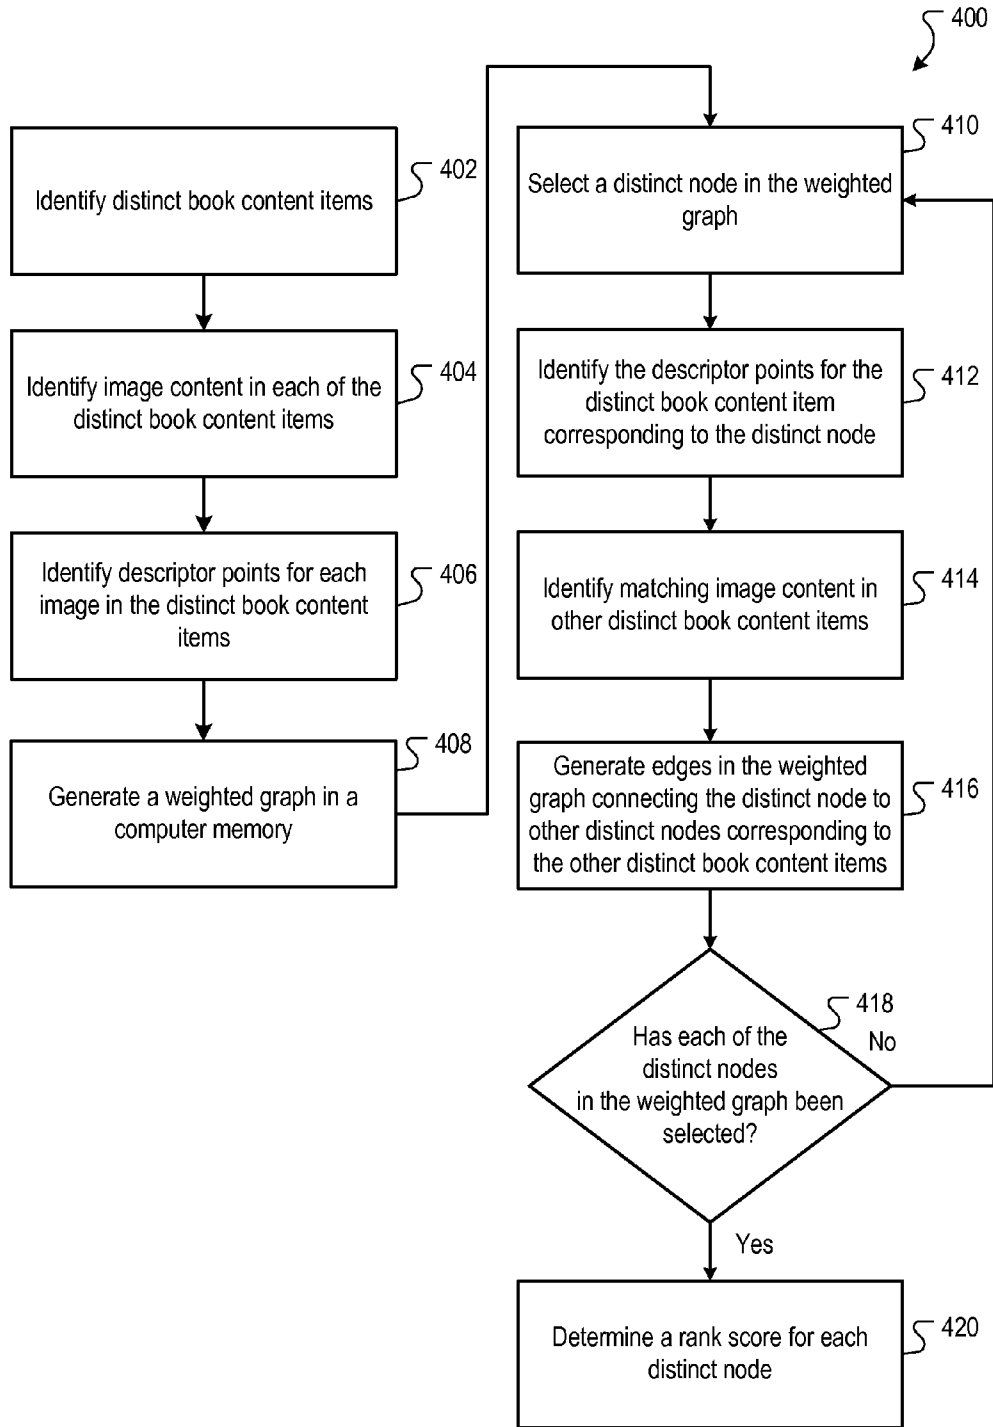 400
Identify distinct book content items
402
Identify image content in each of the
distinct book content items
404
Identify descriptor points for each
image in the distinct book content
items
406
Generate a weighted graph in a
computer memory
408
Select a distinct node in the weighted
graph
410
Identify the descriptor points for the
distinct book content item
corresponding to the distinct node
412
Identify matching image content in
other distinct book content items
414
Generate edges in the weighted
graph connecting the distinct node to
other distinct nodes corresponding to
the other distinct book content items
416
Has each of the
distinct nodes
in the weighted graph been
selected?
418
No
Yes
Determine a rank score for each
distinct node
420